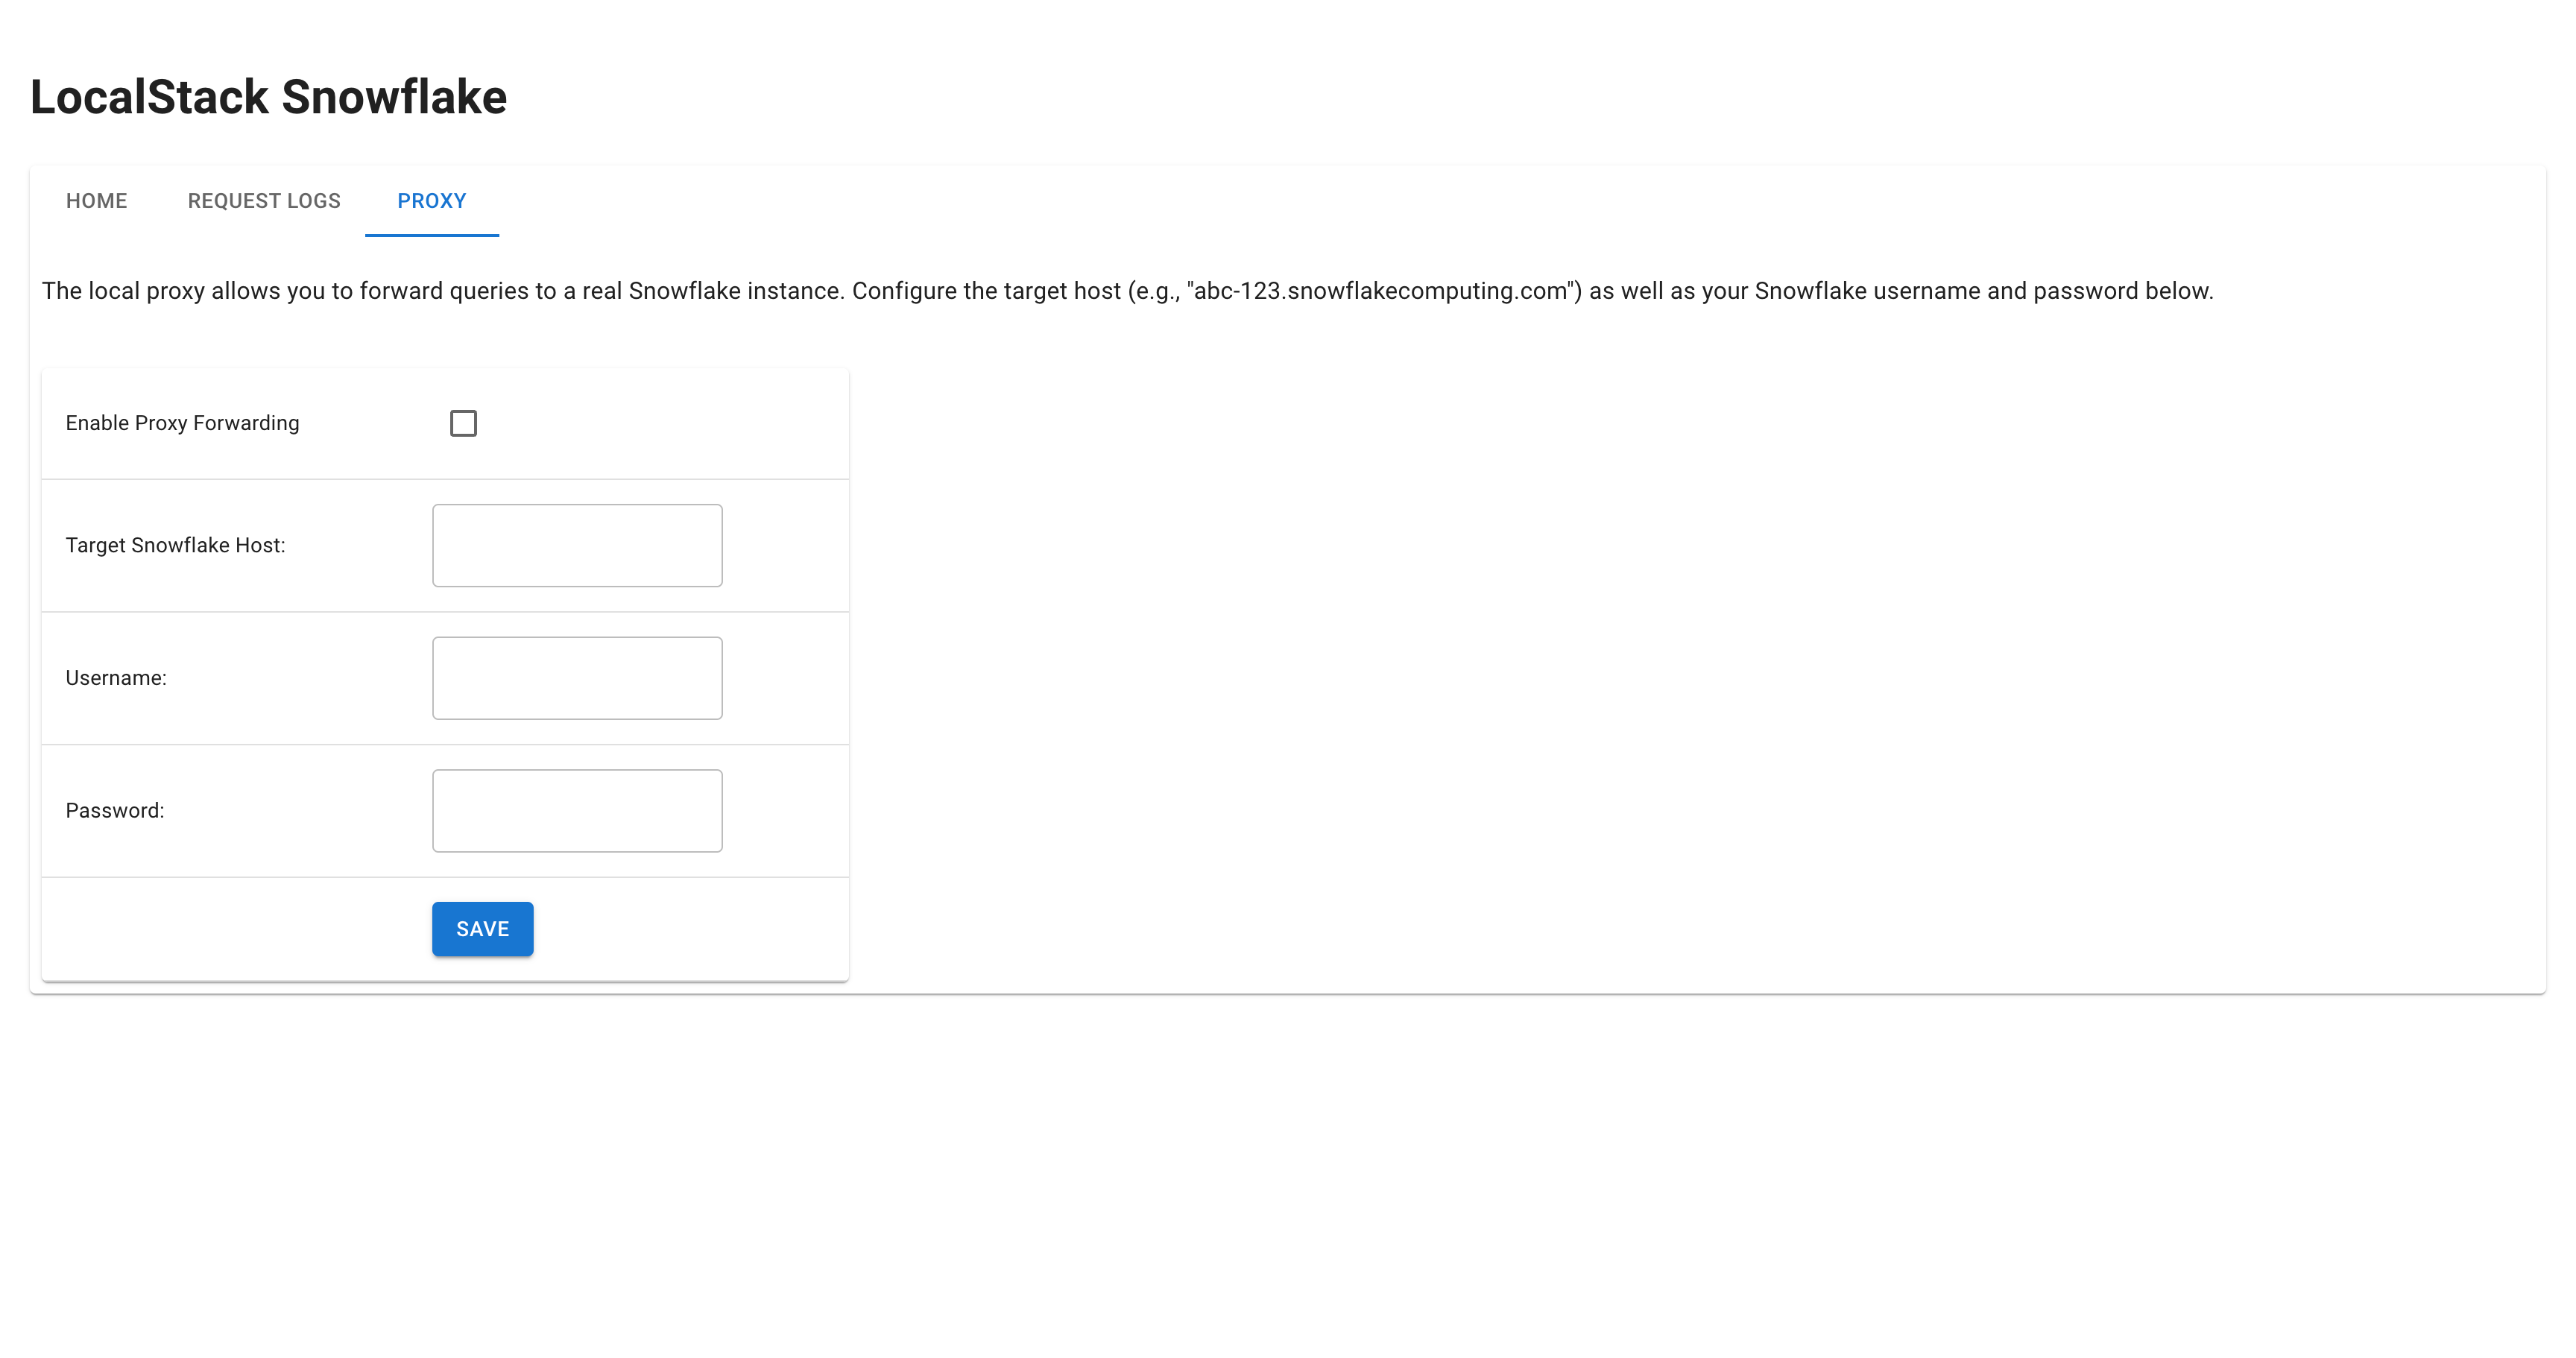 LocalStack Snowflake
HOME REQUEST LOGS PROXY
The local proxy allows you to forward queries to a real Snowflake instance. Configure the target host (e.g., "abc-123.snowflakecomputing.com") as well as your Snowflake username and password below.
Enable Proxy Forwarding
Target Snowflake Host:
Username:
Password:
SAVE